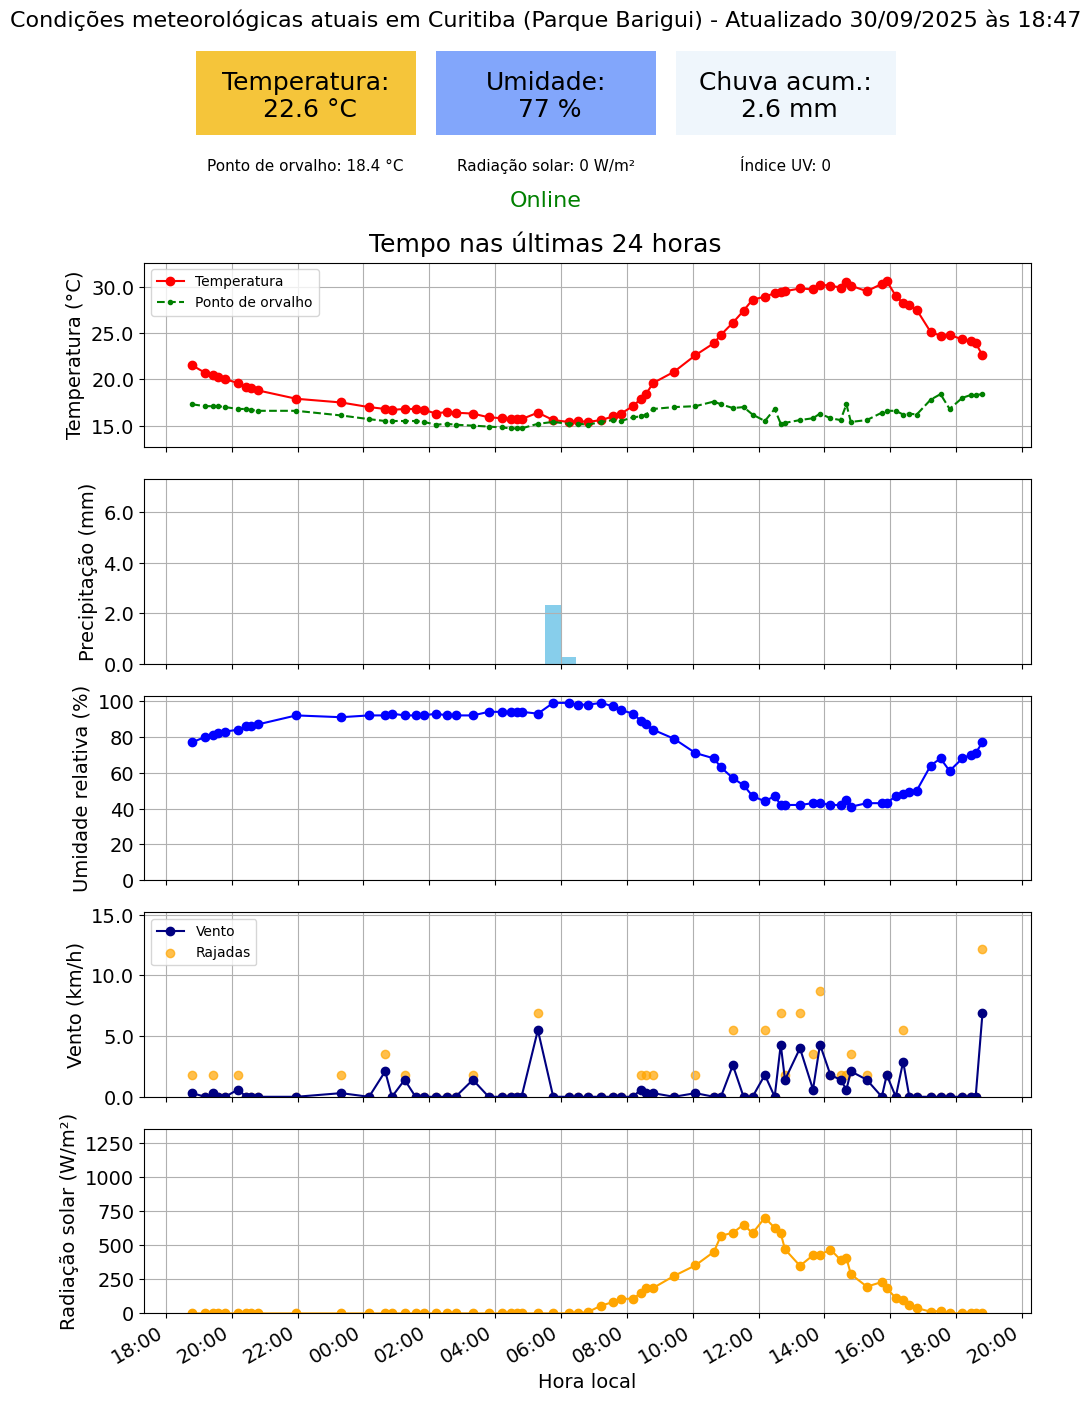 Condições meteorológicas atuais em Curitiba (Parque Barigui) - Atualizado 30/09/2025 às 18:47
Temperatura:
22.6 °C
Umidade:
77 %
Chuva acum.:
2.6 mm
Ponto de orvalho: 18.4 °C
Radiação solar: 0 W/m²
Índice UV: 0
Online
Tempo nas últimas 24 horas
Temperatura (°C)
30.0
25.0
20.0
15.0
Temperatura
Ponto de orvalho
Precipitação (mm)
6.0
4.0
2.0
0.0
Umidade relativa (%)
100
80
60
40
20
0
Vento (km/h)
15.0
10.0
5.0
0.0
Vento
Rajadas
Radiação solar (W/m²)
1250
1000
750
500
250
0
18:00
20:00
22:00
00:00
02:00
04:00
06:00
08:00
10:00
12:00
14:00
16:00
18:00
20:00
Hora local